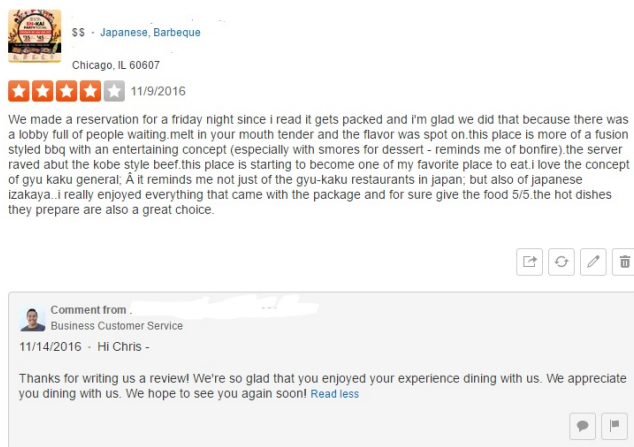 $$ · Japanese, Barbeque
Chicago, IL 60607
11/9/2016
We made a reservation for a friday night since i read it gets packed and i'm glad we did that because there was
a lobby full of people waiting.melt in your mouth tender and the flavor was spot on.this place is more of a fusion
styled bbq with an entertaining concept (especially with smores for dessert - reminds me of bonfire).the server
raved abut the kobe style beef.this place is starting to become one of my favorite place to eat.i love the concept
of gyu kaku general; Â it reminds me not just of the gyu-kaku restaurants in japan; but also of japanese
izakaya..i really enjoyed everything that came with the package and for sure give the food 5/5.the hot dishes
they prepare are also a great choice.
Comment from
Business Customer Service
11/14/2016 · Hi Chris -
Thanks for writing us a review! We're so glad that you enjoyed your experience dining with us. We appreciate
you dining with us. We hope to see you again soon! Read less